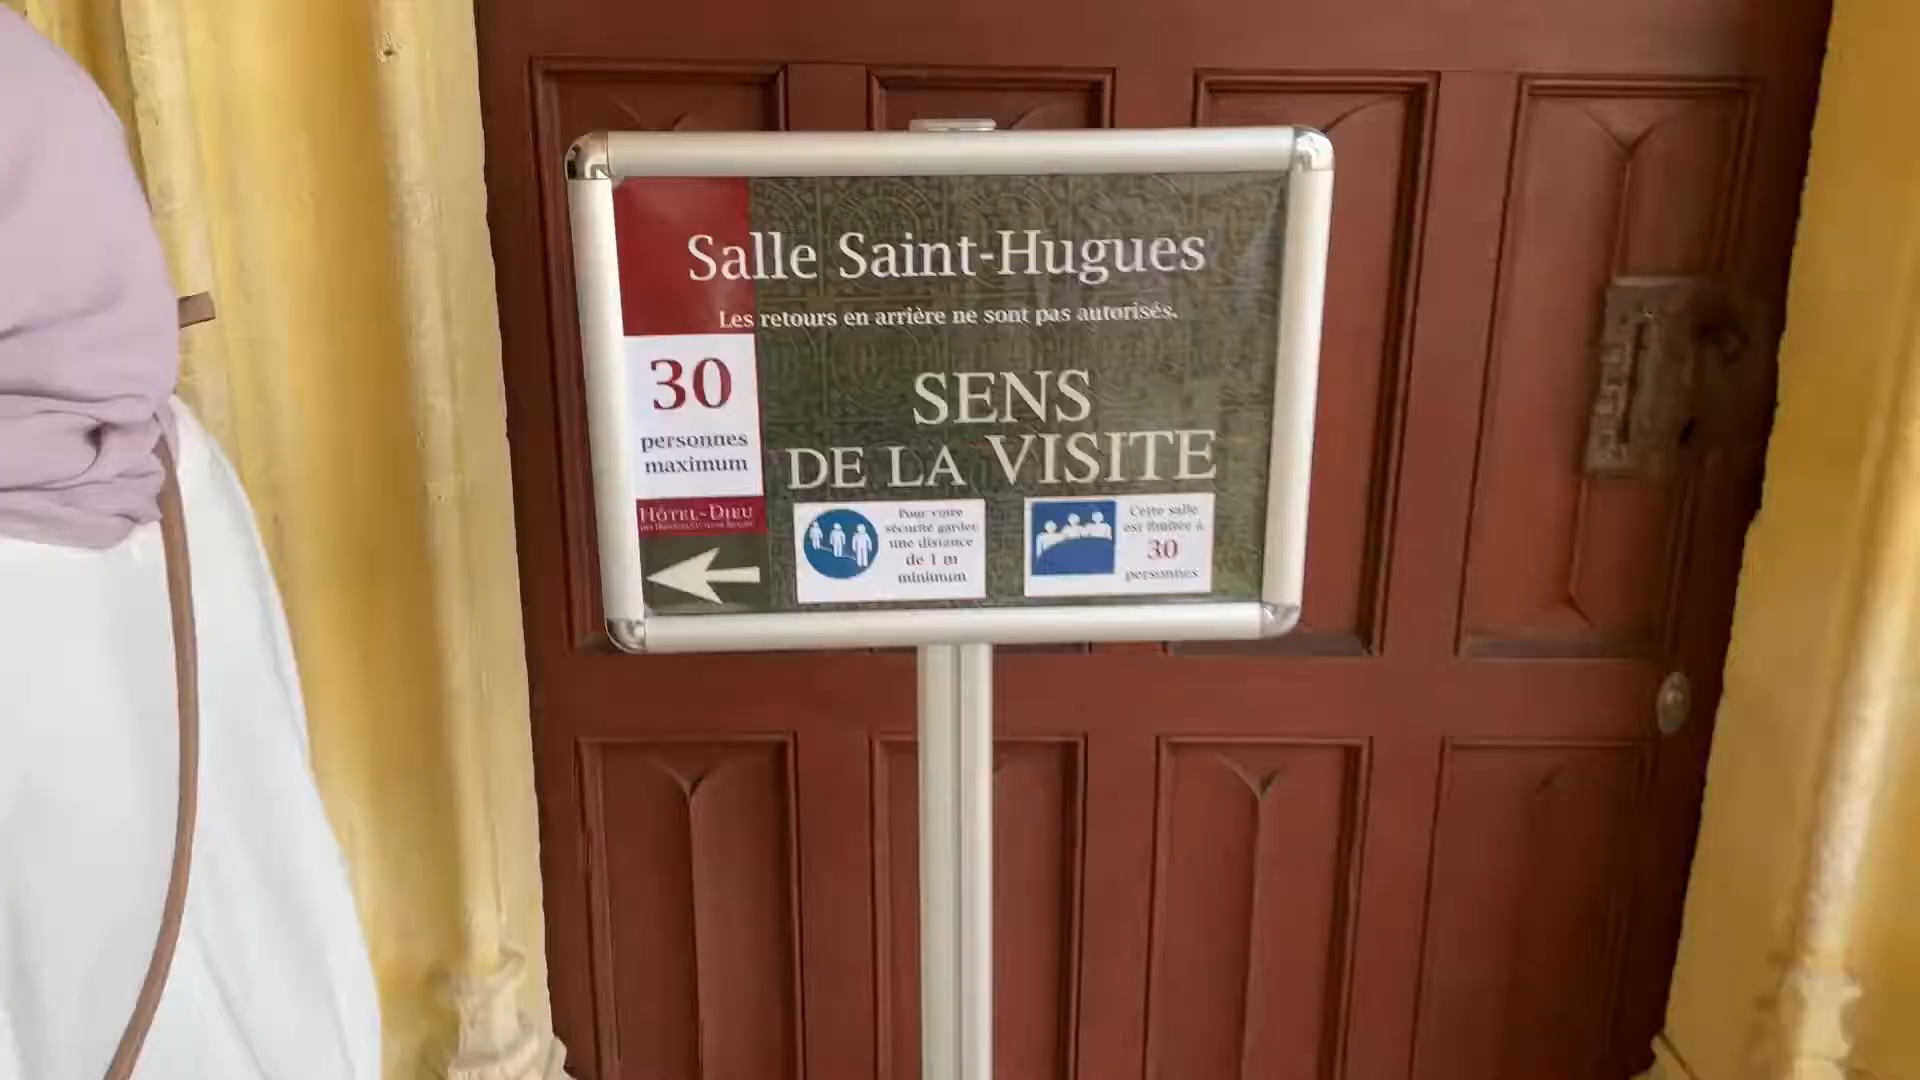 Salle Saint-Hugues
Les retours en arrière ne sont pas autorisés.
30
personnes
maximum
SENS
DE LA VISITE
HÔTEL-DIEU
Pour votre
sécurité gardez
une distance
de 1 m
minimum
Cette salle
est limitée à
30
personnes